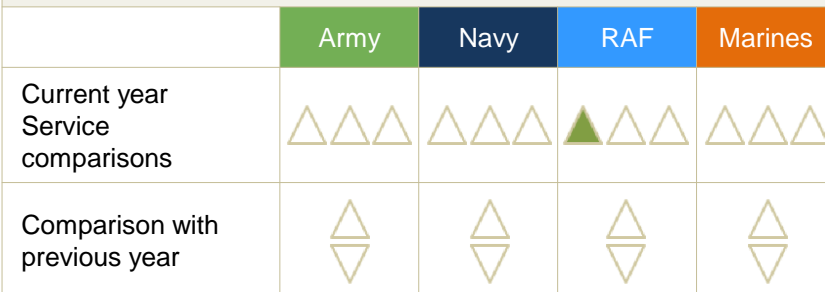 Army Navy RAF Marines
Current year
Service
comparisons
Comparison with
previous year